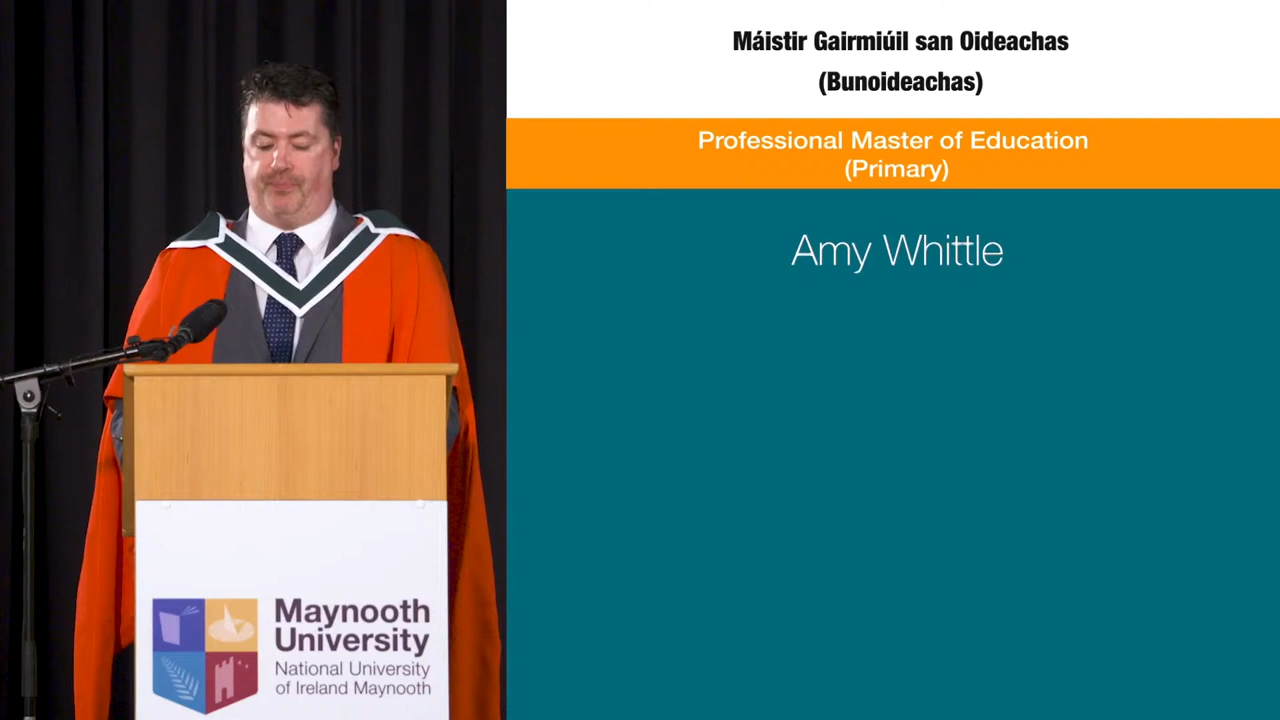 Máistir Gairmiúil san Oideachas
(Bunoideachas)
Professional Master of Education
(Primary)
Amy Whittle
Maynooth
University
National University
of Ireland Maynooth